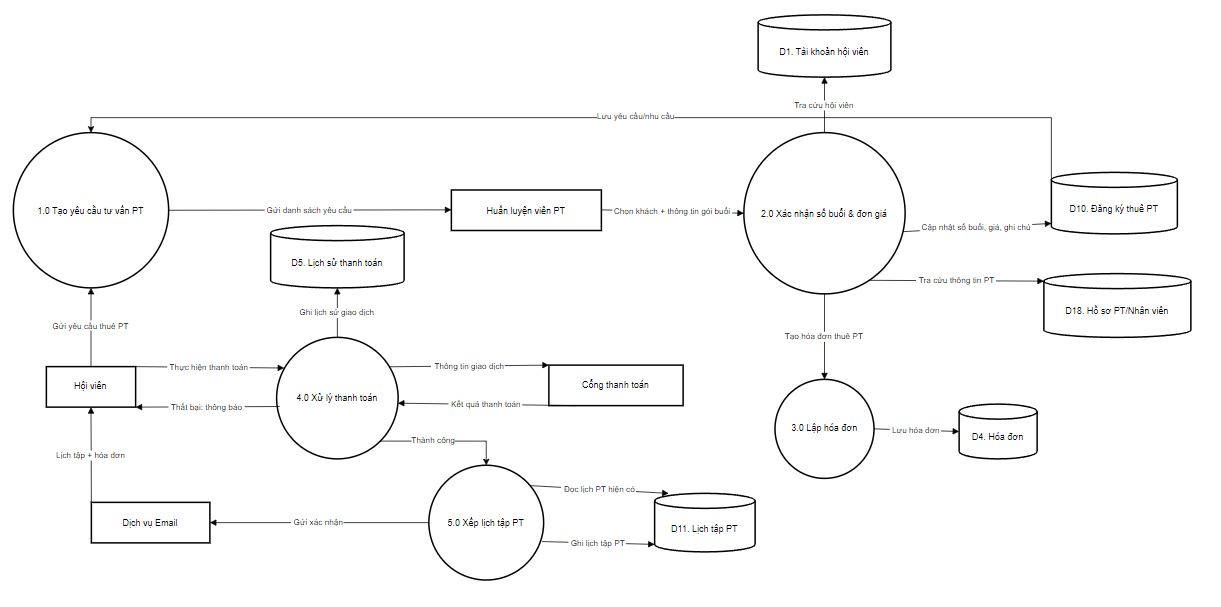 D1. Tài khoản hội viên
Tra cứu hội viên
Lưu yêu cầu/nhu cầu
1.0 Tạo yêu cầu tư vấn PT
Gửi danh sách yêu cầu
Huấn luyện viên PT
Chọn khách + thông tin gói buổi
2.0 Xác nhận số buổi & đơn giá
D10. Đăng ký thuê PT
Cập nhật số buổi, giá, ghi chú
D5. Lịch sử thanh toán
Tra cứu thông tin PT
D18. Hồ sơ PT/Nhân viên
Ghi lịch sử giao dịch
Gửi yêu cầu thuê PT
Tạo hóa đơn thuê PT
Thực hiện thanh toán
Thông tin giao dịch
Hội viên
Cổng thanh toán
4.0 Xử lý thanh toán
Thất bại: thông báo
Kết quả thanh toán
3.0 Lập hóa đơn
Lưu hóa đơn
D4. Hóa đơn
Thành công
Lịch tập + hóa đơn
Đọc lịch PT hiện có
Dịch vụ Email
Gửi xác nhận
5.0 Xếp lịch tập PT
D11. Lịch tập PT
Ghi lịch tập PT